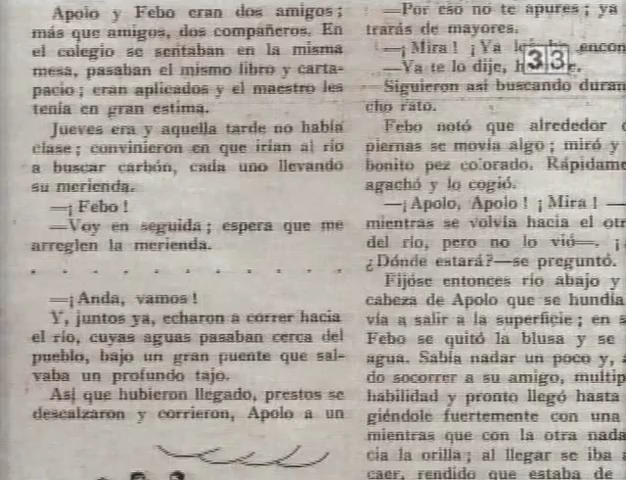 Apolo y Febo eran dos amigos;
más que amigos, dos compañeros. En
el colegio se sentaban en la misma
mesa, pasaban el mismo libro y carta-
pacio; eran aplicados y el maestro les
tenía en gran estima.
Jueves era y aquella tarde no había
clase; convinieron en que irían al río
a buscar carbón, cada uno llevando
su merienda.
—¡Febo!
—Voy en seguida; espera que me
arreglen la merienda.
. . . . . . . . . . . .
—¡Anda, vamos!
Y, juntos ya, echaron a correr hacia
el río, cuyas aguas pasaban cerca del
pueblo, bajo un gran puente que sal-
vaba un profundo tajo.
Así que hubieron llegado, prestos se
descalzaron y corrieron, Apolo a un
—Por eso no te apures; ya
trarás de mayores.
—¡Mira! ¡Ya encon
—Ya te lo dije,
33
Siguieron así buscando duran
cho rato.
Febo notó que alrededor
piernas se movía algo; miró y
bonito pez colorado. Rápidame
agachó y lo cogió.
—¡Apolo, Apolo! ¡Mira! —
mientras se volvía hacia el otr
del río, pero no lo vió—. ¡
¿Dónde estará?—se preguntó.
Fijóse entonces río abajo y
cabeza de Apolo que se hundía
vía a salir a la superficie; en s
Febo se quitó la blusa y se
agua. Sabía nadar un poco y,
do socorrer a su amigo, multip
habilidad y pronto llegó hasta
giéndole fuertemente con una
mientras que con la otra nada
cia la orilla; al llegar se iba a
caer, rendido que estaba de